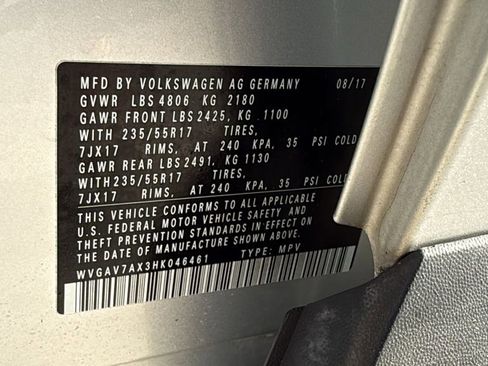 MFD BY VOLKSWAGEN AG GERMANY 08/17
GVWR LBS 4806 KG 2180
GAWR FRONT LBS 2425, KG 1100
WITH 235/55R17 TIRES,
7JX17 RIMS, AT 240 KPA, 35 PSI COLD
GAWR REAR LBS 2491, KG 1130
WITH 235/55R17 TIRES,
7JX17 RIMS, AT 240 KPA, 35 PSI COLD
THIS VEHICLE CONFORMS TO ALL APPLICABLE
U.S. FEDERAL MOTOR VEHICLE SAFETY AND
THEFT PREVENTION STANDARDS IN EFFECT ON
THE DATE OF MANUFACTURE SHOWN ABOVE.
WVGAV7AX3HK046461 TYPE: MPV